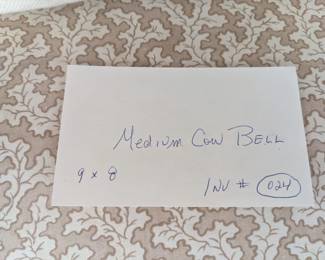 Medium Cow Bell
9 x 8
INV # 024